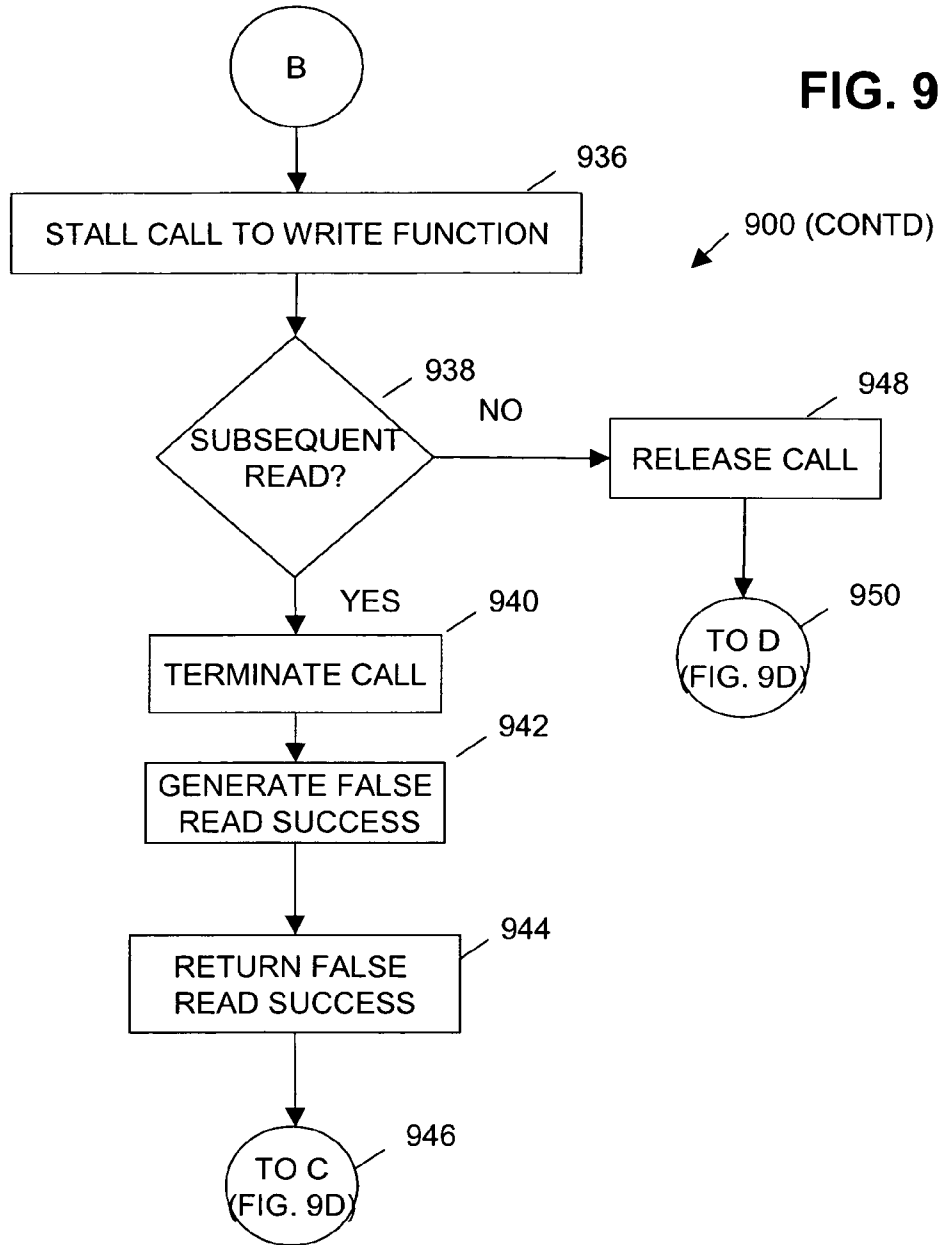 B
FIG. 9
936
STALL CALL TO WRITE FUNCTION
900 (CONTD)
938
SUBSEQUENT
READ?
NO
948
RELEASE CALL
YES
940
TERMINATE CALL
950
TO D
(FIG. 9D)
942
GENERATE FALSE
READ SUCCESS
944
RETURN FALSE
READ SUCCESS
946
TO C
(FIG. 9D)